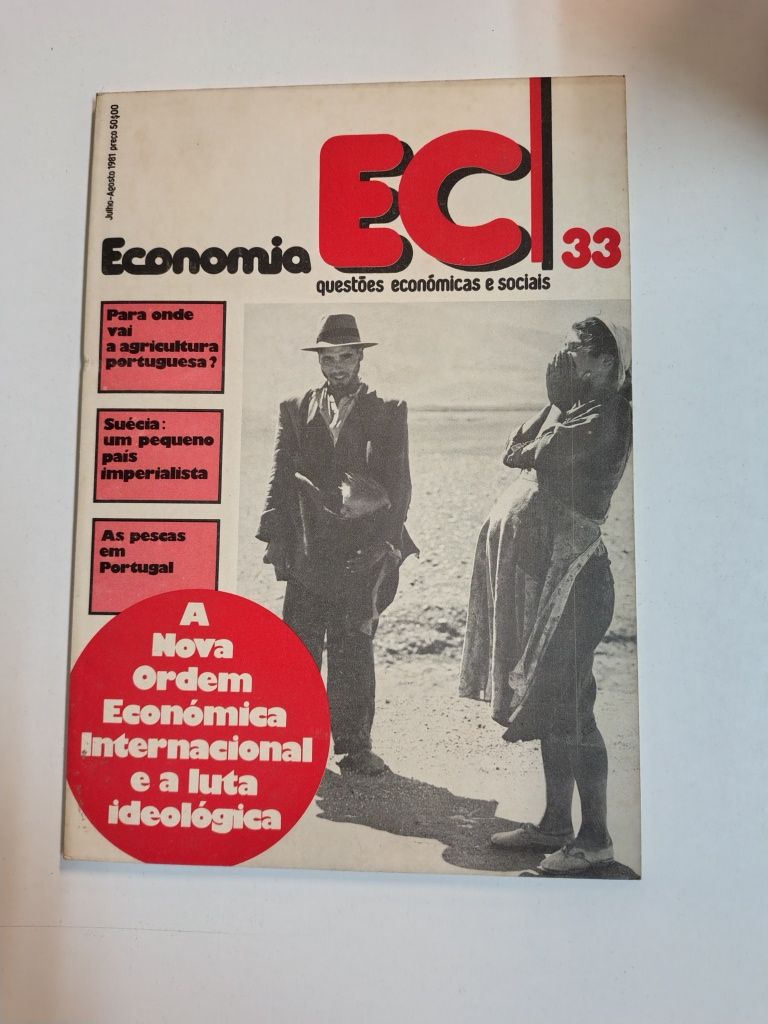 Julho-Agosto 1981 preço 50$00
EC
Economia
33
questões económicas e sociais
Para onde
vai
a agricultura
portuguesa?
Suécia:
um pequeno
país
imperialista
As pescas
em
Portugal
A
Nova
Ordem
Económica
Internacional
e a luta
ideológica